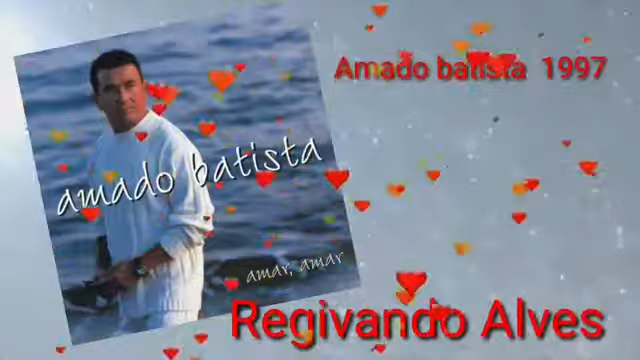 Amado batista 1997
amado batista
amar, amar
Regivando Alves